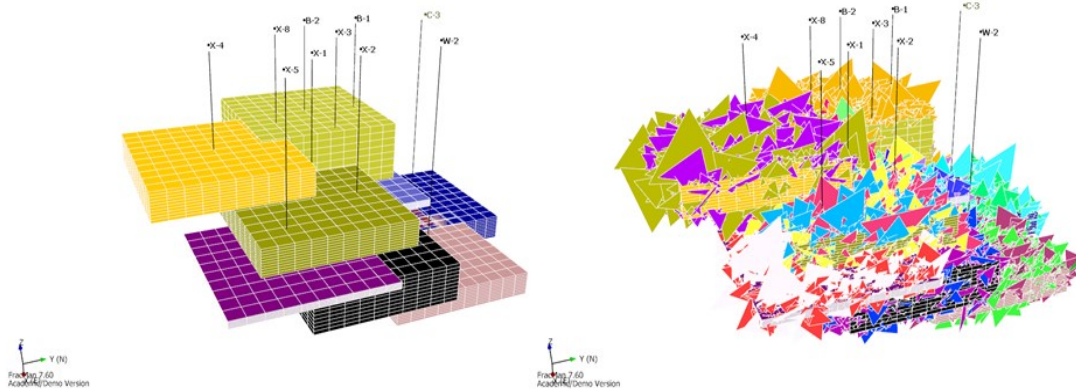 •C-3
•B-2
•B-1
•X-8
•X-3
•W-2
•X-4
•X-1
•X-2
•X-5
Z
Y (N)
X (E)
FracMan 7.60
Academic/Demo Version
•C-3
•B-2
•B-1
•X-8
•X-3
•W-2
•X-4
•X-1
•X-2
•X-5
Z
Y (N)
X (E)
FracMan 7.60
Academic/Demo Version